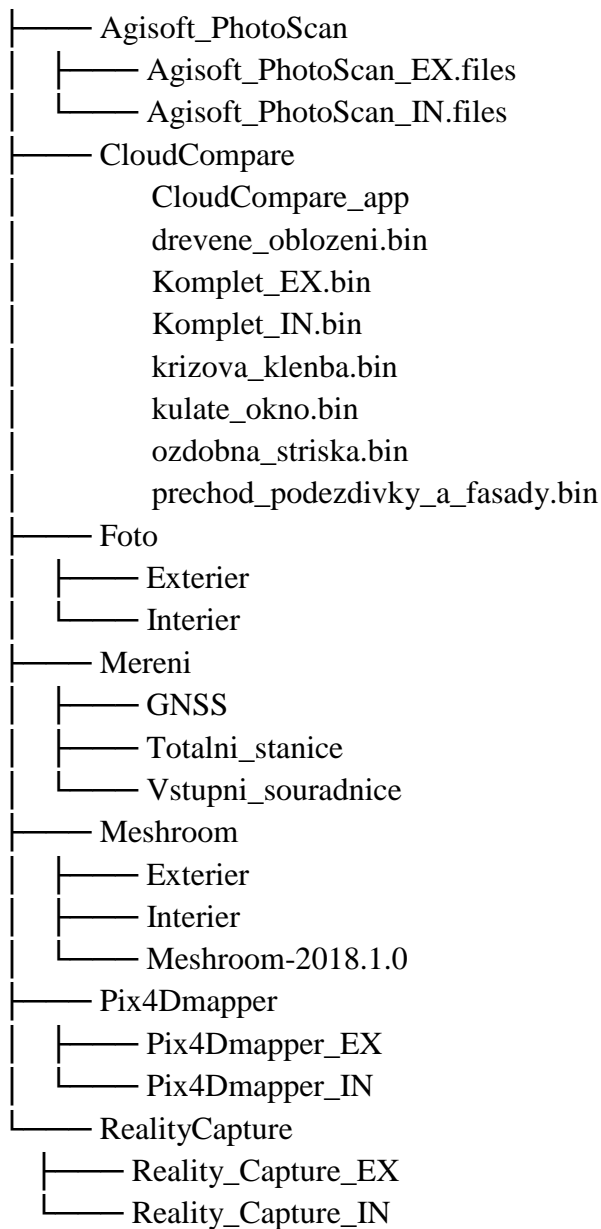 Agisoft_PhotoScan
Agisoft_PhotoScan_EX.files
Agisoft_PhotoScan_IN.files
CloudCompare
CloudCompare_app
drevene_oblozeni.bin
Komplet_EX.bin
Komplet_IN.bin
krizova_klenba.bin
kulate_okno.bin
ozdobna_striska.bin
prechod_podezdivky_a_fasady.bin
Foto
Exterier
Interier
Mereni
GNSS
Totalni_stanice
Vstupni_souradnice
Meshroom
Exterier
Interier
Meshroom-2018.1.0
Pix4Dmapper
Pix4Dmapper_EX
Pix4Dmapper_IN
RealityCapture
Reality_Capture_EX
Reality_Capture_IN